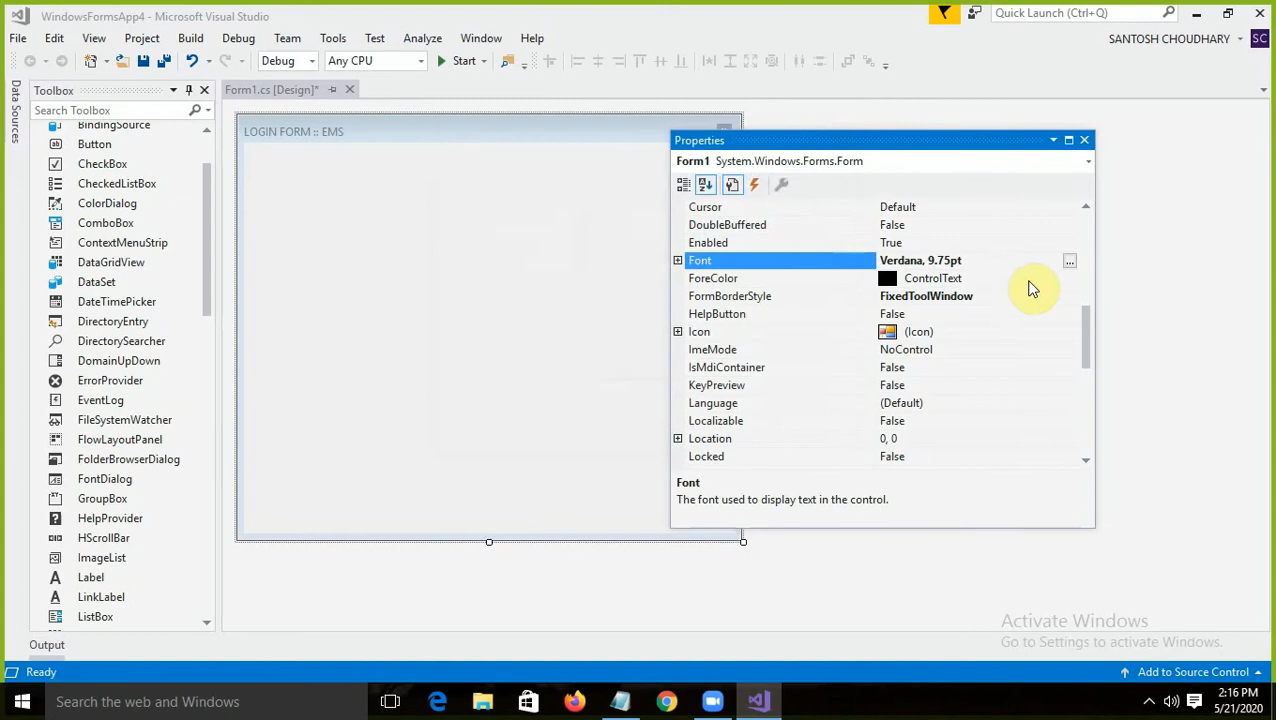 WindowsFormsApp4 - Microsoft Visual Studio
Quick Launch (Ctrl+Q)
File Edit View Project Build Debug Team Tools Test Analyze Window Help
SANTOSH CHOUDHARY SC
Debug Any CPU Start
Data Sources
Toolbox
Form1.cs [Design]*
Search Toolbox
BindingSource
Button
CheckBox
CheckedListBox
ColorDialog
ComboBox
ContextMenuStrip
DataGridView
DataSet
DateTimePicker
DirectoryEntry
DirectorySearcher
DomainUpDown
ErrorProvider
EventLog
FileSystemWatcher
FlowLayoutPanel
FolderBrowserDialog
FontDialog
GroupBox
HelpProvider
HScrollBar
ImageList
Label
LinkLabel
ListBox
LOGIN FORM :: EMS
Properties
Form1 System.Windows.Forms.Form
Cursor Default
DoubleBuffered False
Enabled True
Font Verdana, 9.75pt ...
ForeColor ControlText
FormBorderStyle FixedToolWindow
HelpButton False
Icon (Icon)
ImeMode NoControl
IsMdiContainer False
KeyPreview False
Language (Default)
Localizable False
Location 0, 0
Locked False
Font
The font used to display text in the control.
Activate Windows
Go to Settings to activate Windows.
Output
Ready
Add to Source Control
Search the web and Windows
2:16 PM
5/21/2020